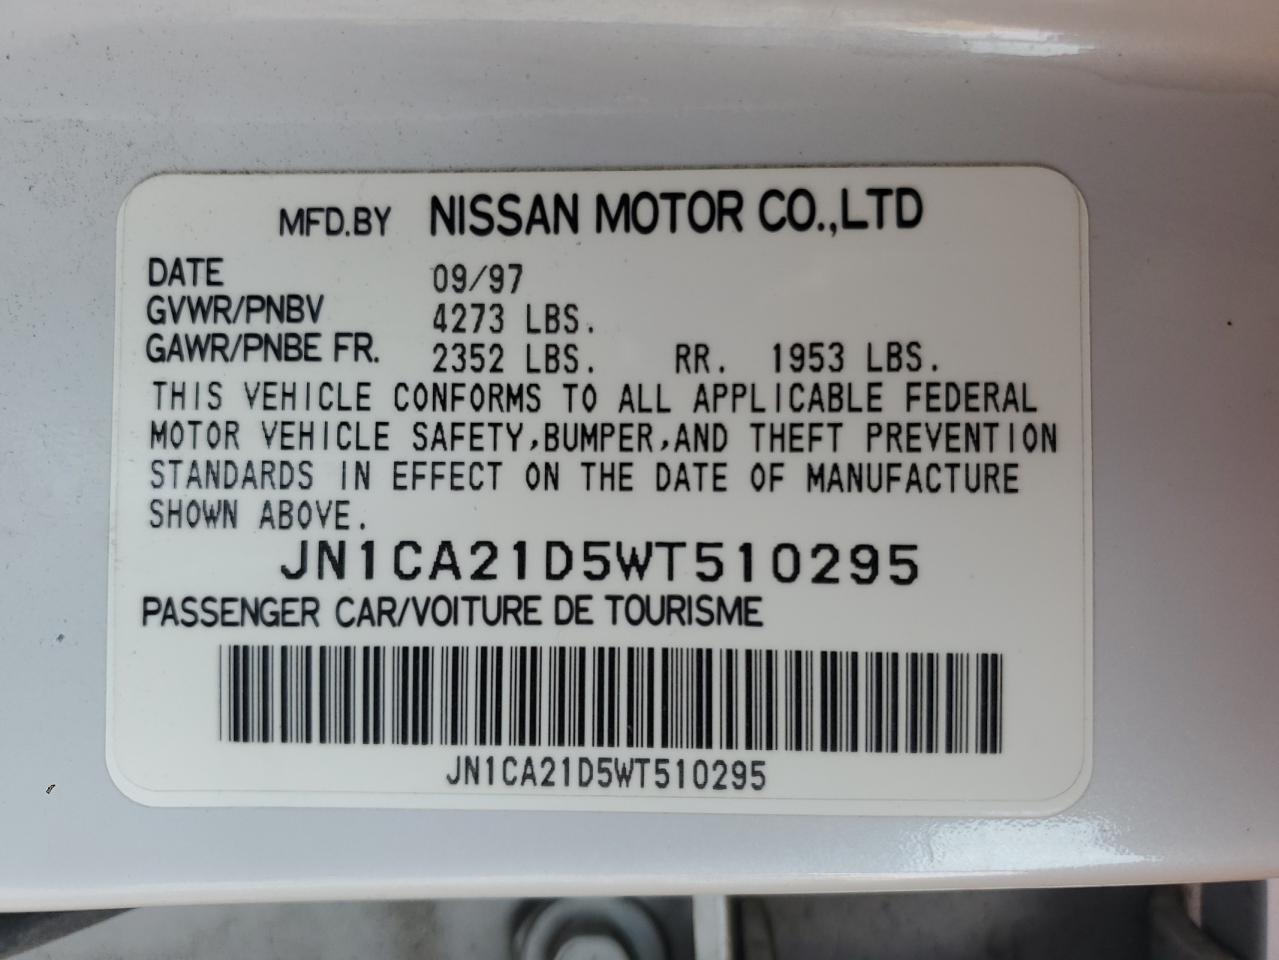 MFD.BY NISSAN MOTOR CO.,LTD
DATE 09/97
GVWR/PNBV 4273 LBS.
GAWR/PNBE FR. 2352 LBS. RR. 1953 LBS.
THIS VEHICLE CONFORMS TO ALL APPLICABLE FEDERAL
MOTOR VEHICLE SAFETY,BUMPER,AND THEFT PREVENTION
STANDARDS IN EFFECT ON THE DATE OF MANUFACTURE
SHOWN ABOVE.
JN1CA21D5WT510295
PASSENGER CAR/VOITURE DE TOURISME
JN1CA21D5WT510295